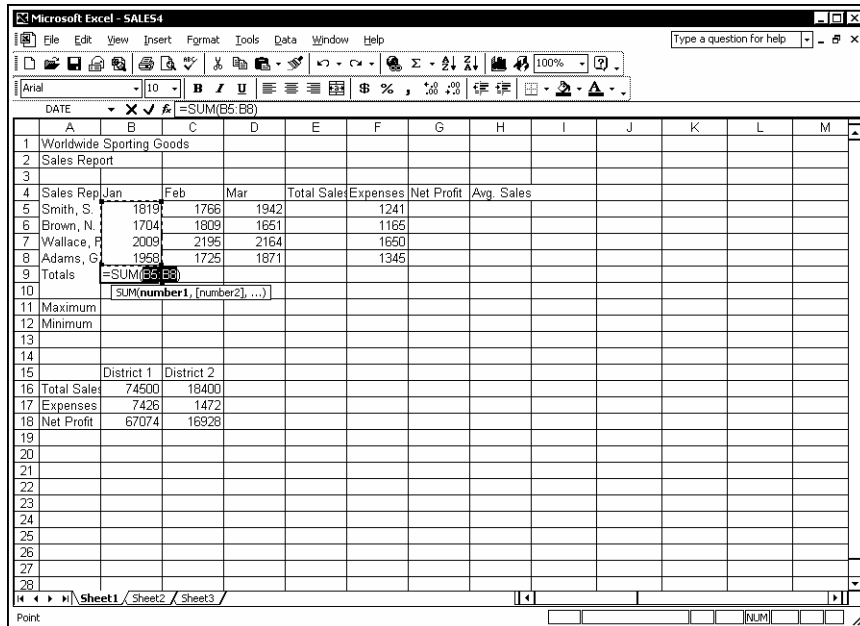 Microsoft Excel - SALES4
File Edit View Insert Format Tools Data Window Help Type a question for help
100%
Arial 10 B I U $ % ,
DATE =SUM(B5:B8)
A B C D E F G H I J K L M
1 Worldwide Sporting Goods
2 Sales Report
3
4 Sales Rep Jan Feb Mar Total Sales Expenses Net Profit Avg. Sales
5 Smith, S. 1819 1766 1942 1241
6 Brown, N. 1704 1809 1651 1165
7 Wallace, F 2009 2195 2164 1650
8 Adams, G 1958 1725 1871 1345
9 Totals =SUM(B5:B8)
10 SUM(number1, [number2], ...)
11 Maximum
12 Minimum
13
14
15 District 1 District 2
16 Total Sales 74500 18400
17 Expenses 7426 1472
18 Net Profit 67074 16928
19
20
21
22
23
24
25
26
27
28
Sheet1 Sheet2 Sheet3
Point NUM